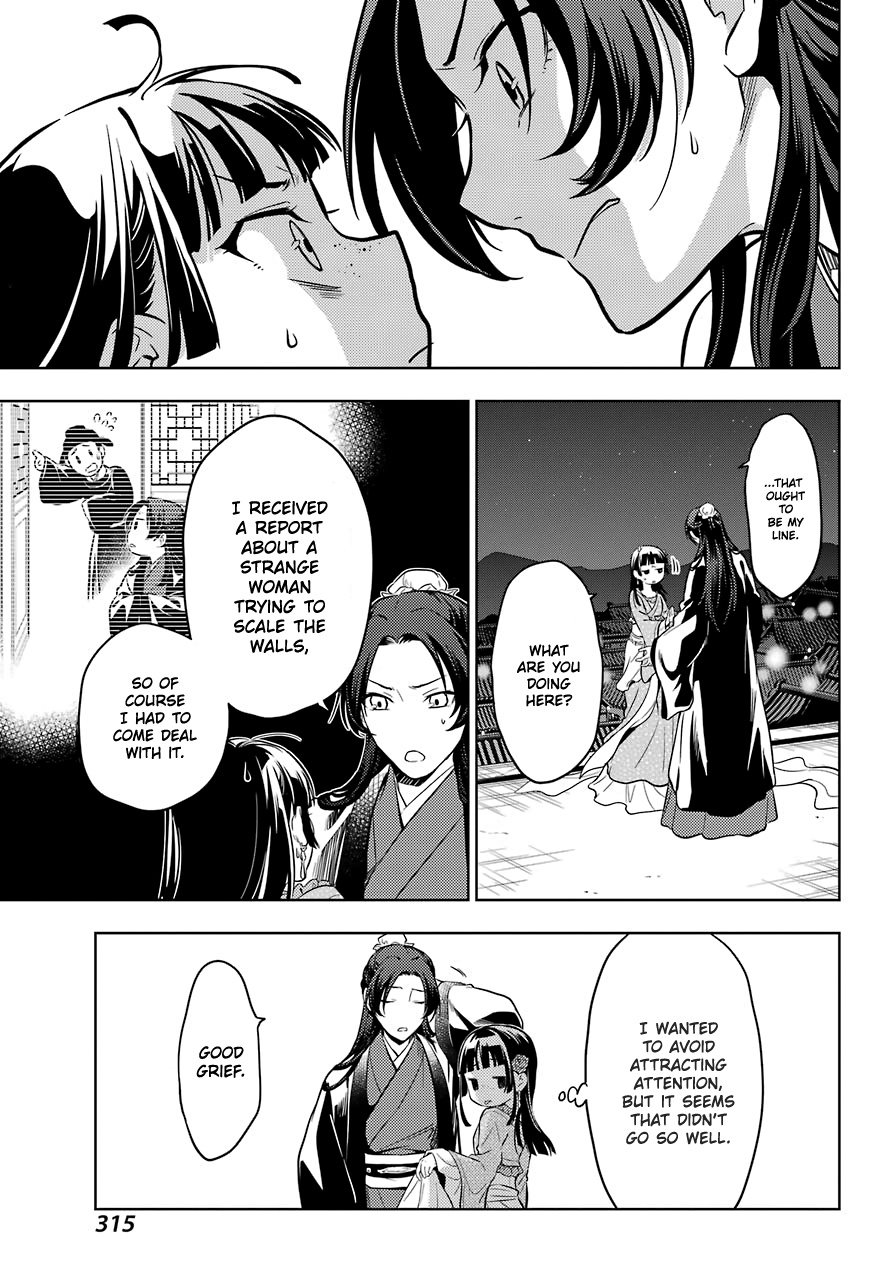 ...THAT
OUGHT
TO
BE MY
LINE.
WHAT
ARE YOU
DOING
HERE?
I RECEIVED
A REPORT
ABOUT A
STRANGE
WOMAN
TRYING TO
SCALE THE
WALLS,
SO OF
COURSE
I HAD TO
COME DEAL
WITH IT.
I WANTED
TO AVOID
ATTRACTING
ATTENTION,
BUT IT SEEMS
THAT DIDN'T
GO SO WELL.
GOOD
GRIEF.
315